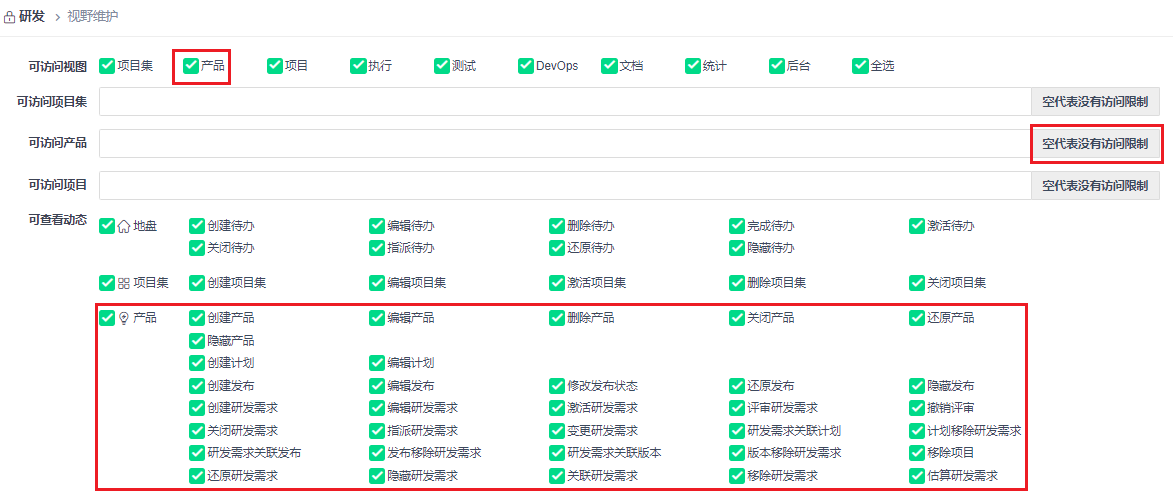 研发 > 视野维护
可访问视图 项目集 产品 项目 执行 测试 DevOps 文档 统计 后台 全选
可访问项目集 空代表没有访问限制
可访问产品 空代表没有访问限制
可访问项目 空代表没有访问限制
可查看动态 地盘 创建待办 编辑待办 删除待办 完成待办 激活待办
关闭待办 指派待办 还原待办 隐藏待办
项目集 创建项目集 编辑项目集 激活项目集 删除项目集 关闭项目集
产品 创建产品 编辑产品 删除产品 关闭产品 还原产品
隐藏产品
创建计划 编辑计划
创建发布 编辑发布 修改发布状态 还原发布 隐藏发布
创建研发需求 编辑研发需求 激活研发需求 评审研发需求 撤销评审
关闭研发需求 指派研发需求 变更研发需求 研发需求关联计划 计划移除研发需求
研发需求关联发布 发布移除研发需求 研发需求关联版本 版本移除研发需求 移除项目
还原研发需求 隐藏研发需求 关联研发需求 移除研发需求 估算研发需求